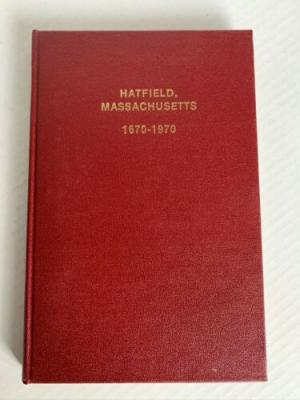 HATFIELD,
MASSACHUSETTS
1670-1970